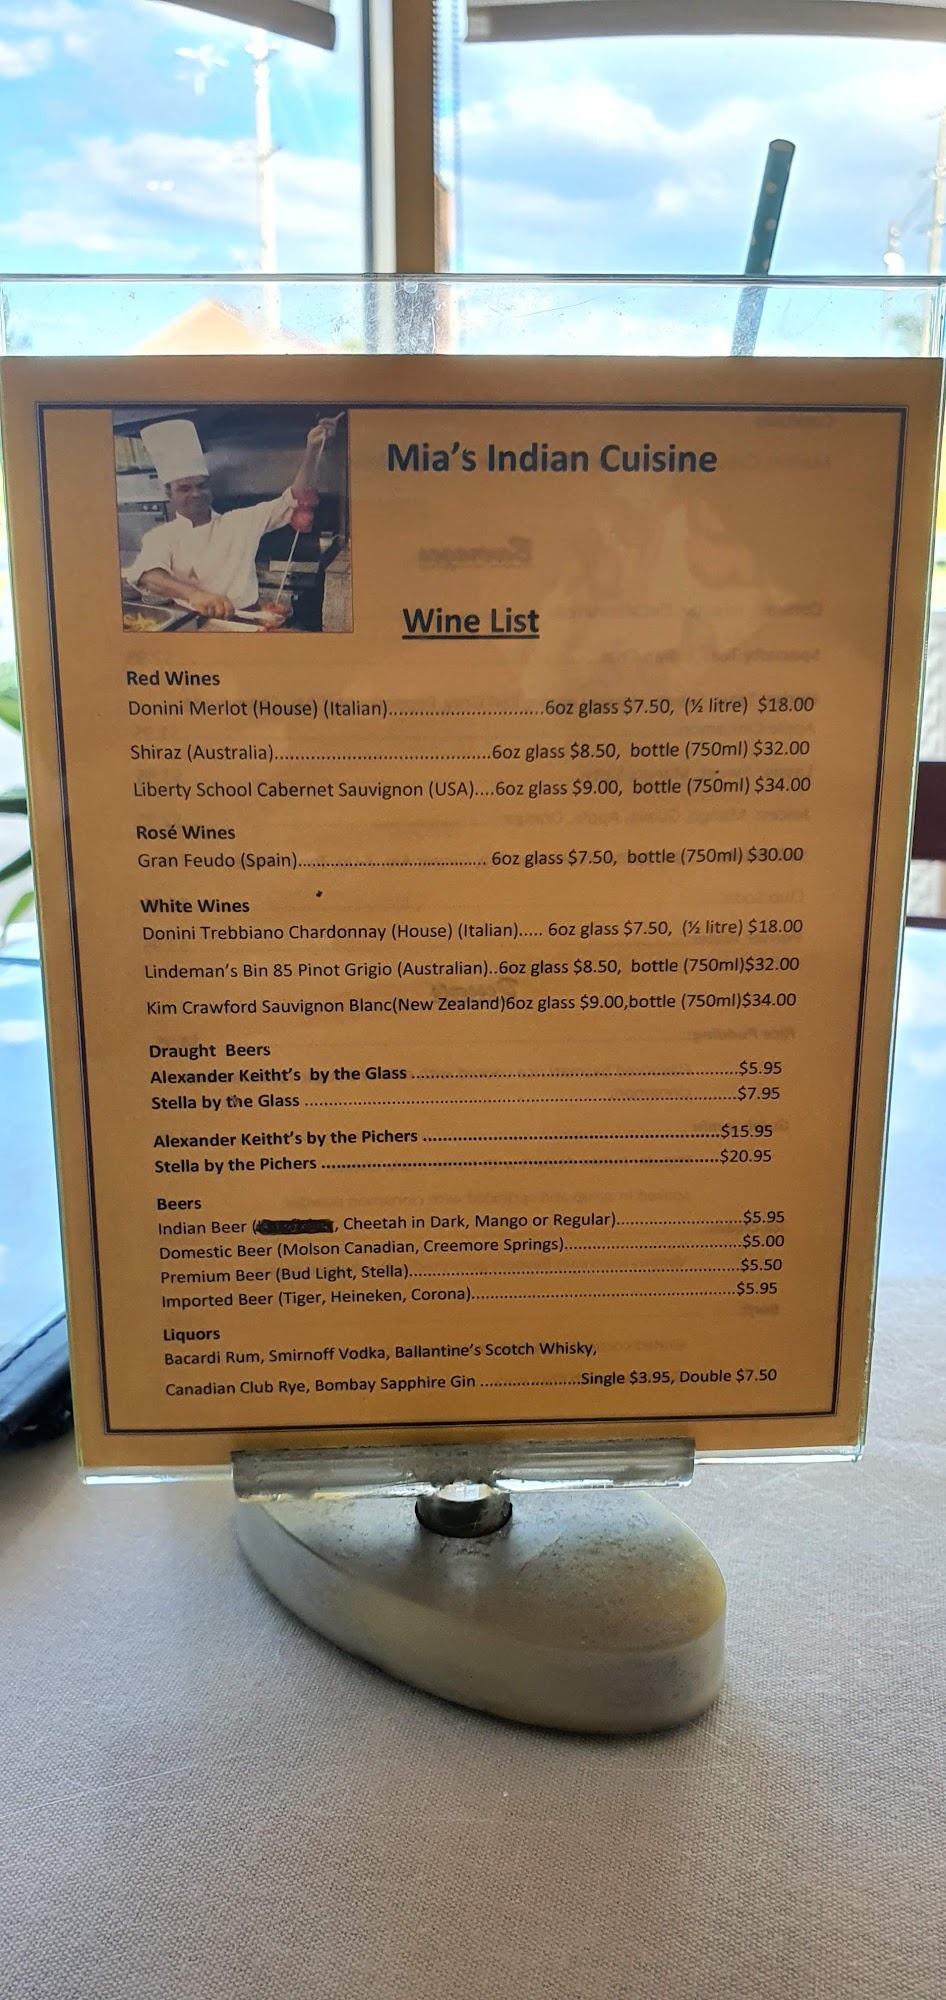 Mia's Indian Cuisine
Wine List
Red Wines
Donini Merlot (House) (Italian)..............................6oz glass $7.50, (½ litre) $18.00
Shiraz (Australia)..........................................6oz glass $8.50, bottle (750ml) $32.00
Liberty School Cabernet Sauvignon (USA)....6oz glass $9.00, bottle (750ml) $34.00
Rosé Wines
Gran Feudo (Spain)..................................... 6oz glass $7.50, bottle (750ml) $30.00
White Wines
Donini Trebbiano Chardonnay (House) (Italian)..... 6oz glass $7.50, (½ litre) $18.00
Lindeman's Bin 85 Pinot Grigio (Australian)..6oz glass $8.50, bottle (750ml)$32.00
Kim Crawford Sauvignon Blanc(New Zealand)6oz glass $9.00,bottle (750ml)$34.00
Draught Beers
Alexander Keitht's by the Glass ..............................................................$5.95
Stella by the Glass ................................................................................$7.95
Alexander Keitht's by the Pichers ........................................................$15.95
Stella by the Pichers ...........................................................................$20.95
Beers
Indian Beer ( , Cheetah in Dark, Mango or Regular)........................$5.95
Domestic Beer (Molson Canadian, Creemore Springs).................................$5.00
Premium Beer (Bud Light, Stella)..............................................................$5.50
Imported Beer (Tiger, Heineken, Corona)..................................................$5.95
Liquors
Bacardi Rum, Smirnoff Vodka, Ballantine's Scotch Whisky,
Canadian Club Rye, Bombay Sapphire Gin ......................Single $3.95, Double $7.50